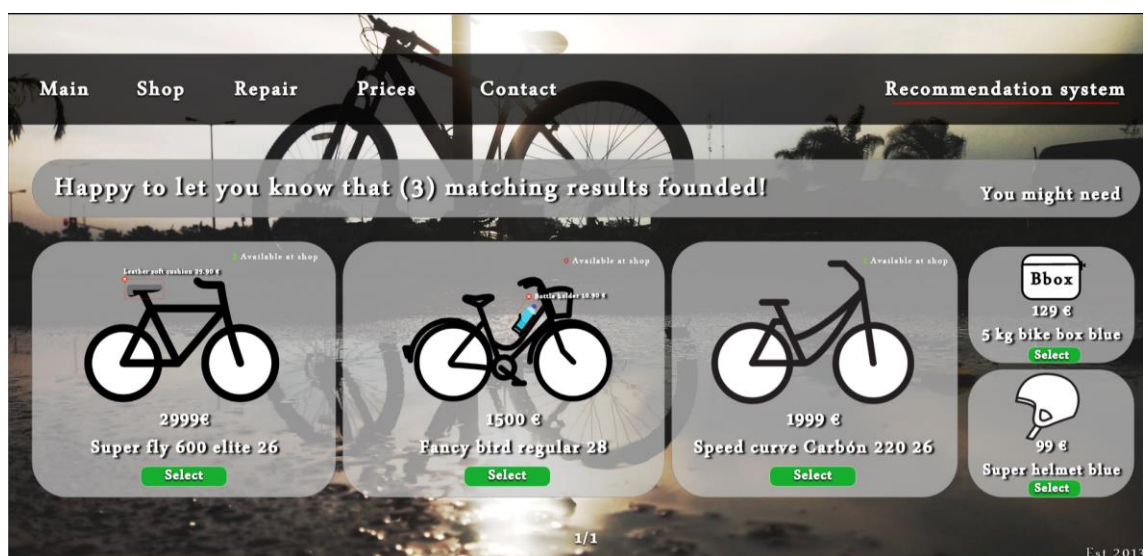 Main Shop Repair Prices Contact Recommendation system
Happy to let you know that (3) matching results founded!
You might need
Available at shop
Leather soft cushion 29.90 €
2999€
Super fly 600 elite 26
Select
0 Available at shop
Bottle holder 10.90 €
1500 €
Fancy bird regular 28
Select
Available at shop
1999 €
Speed curve Carbón 220 26
Select
Bbox
129 €
5 kg bike box blue
Select
99 €
Super helmet blue
Select
1/1
Est 2013